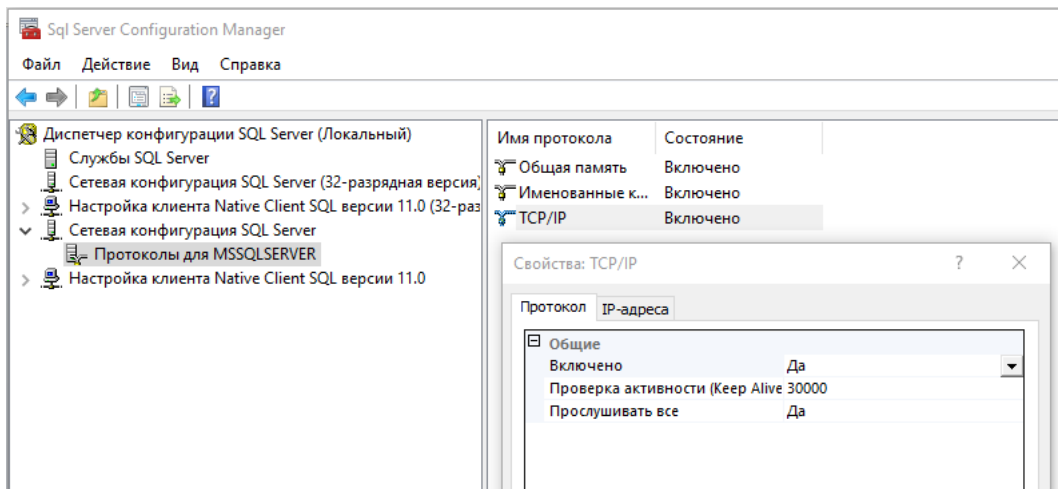 Sql Server Configuration Manager
Файл Действие Вид Справка
Диспетчер конфигурации SQL Server (Локальный)
Службы SQL Server
Сетевая конфигурация SQL Server (32-разрядная версия)
Настройка клиента Native Client SQL версии 11.0 (32-раз
Сетевая конфигурация SQL Server
Протоколы для MSSQLSERVER
Настройка клиента Native Client SQL версии 11.0
Имя протокола Состояние
Общая память Включено
Именованные к... Включено
TCP/IP Включено
Свойства: TCP/IP ?
Протокол IP-адреса
Общие
Включено Да
Проверка активности (Keep Alive 30000
Прослушивать все Да